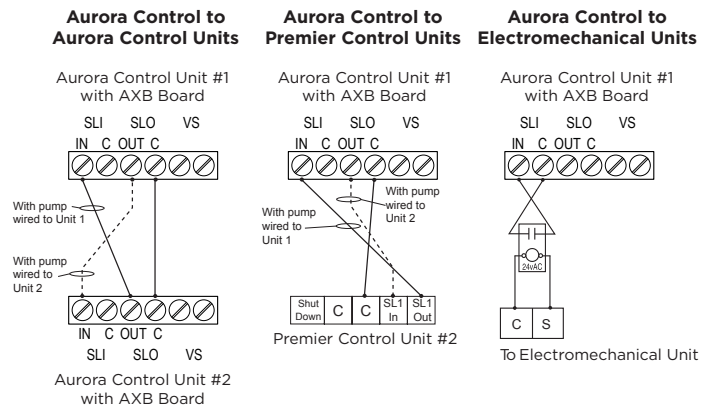 Aurora Control to
Aurora Control Units
Aurora Control Unit #1
with AXB Board
SLI SLO VS
IN C OUT C
With pump
wired to Unit 1
With pump
wired to
Unit 2
IN C OUT C
SLI SLO VS
Aurora Control Unit #2
with AXB Board
Aurora Control to
Premier Control Units
Aurora Control Unit #1
with AXB Board
SLI SLO VS
IN C OUT C
With pump
wired to
Unit 2
With pump
wired to
Unit 1
Shut
Down
C
C
SL1
In
SL1
Out
Premier Control Unit #2
Aurora Control to
Electromechanical Units
Aurora Control Unit #1
with AXB Board
SLI SLO VS
IN C OUT C
24vAC
C S
To Electromechanical Unit